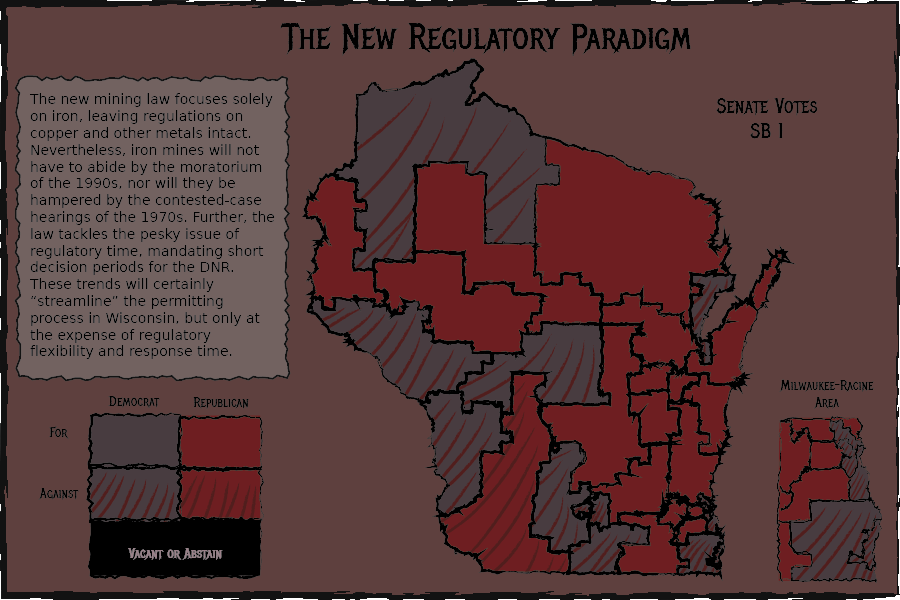 The New Regulatory Paradigm
The new mining law focuses solely
on iron, leaving regulations on
copper and other metals intact.
Nevertheless, iron mines will not
have to abide by the moratorium
of the 1990s, nor will they be
hampered by the contested-case
hearings of the 1970s. Further, the
law tackles the pesky issue of
regulatory time, mandating short
decision periods for the DNR.
These trends will certainly
“streamline” the permitting
process in Wisconsin, but only at
the expense of regulatory
flexibility and response time.
Senate Votes
SB 1
Milwaukee-Racine
Area
Democrat Republican
For
Against
Vacant or Abstain